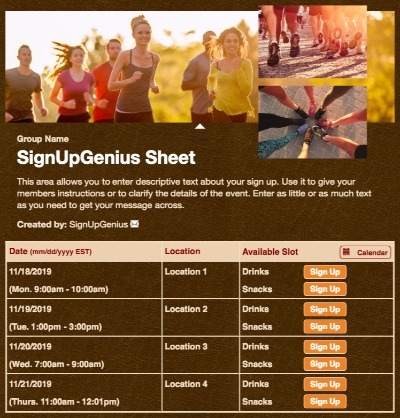 Group Name
SignUpGenius Sheet
This area allows you to enter descriptive text about your sign up. Use it to give your
members instructions or to clarify the details of the event. Enter as little or as much text
as you need to get your message across.
Created by: SignUpGenius
Date (mm/dd/yyyy EST) Location Available Slot Calendar
11/18/2019 Location 1 Drinks Sign Up
(Mon. 9:00am - 10:00am) Snacks Sign Up
11/19/2019 Location 2 Drinks Sign Up
(Tue. 1:00pm - 3:00pm) Snacks Sign Up
11/20/2019 Location 3 Drinks Sign Up
(Wed. 7:00am - 9:00am) Snacks Sign Up
11/21/2019 Location 4 Drinks Sign Up
(Thurs. 11:00am - 12:01pm) Snacks Sign Up